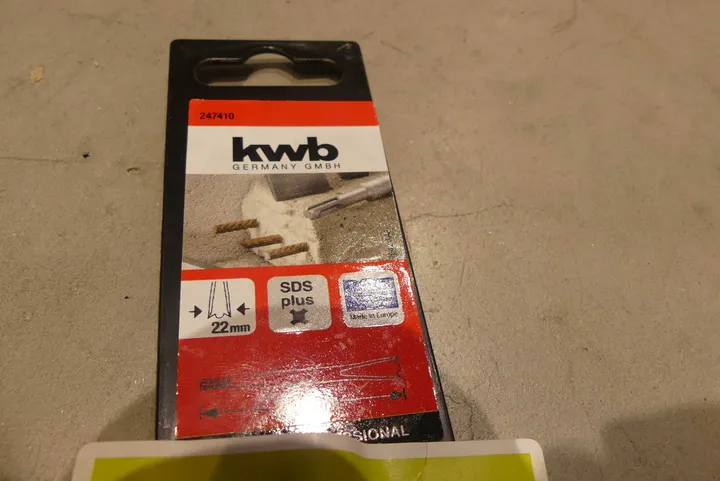 247410
kwb
GERMANY GMBH
22mm
SDS
plus
Made in Europe